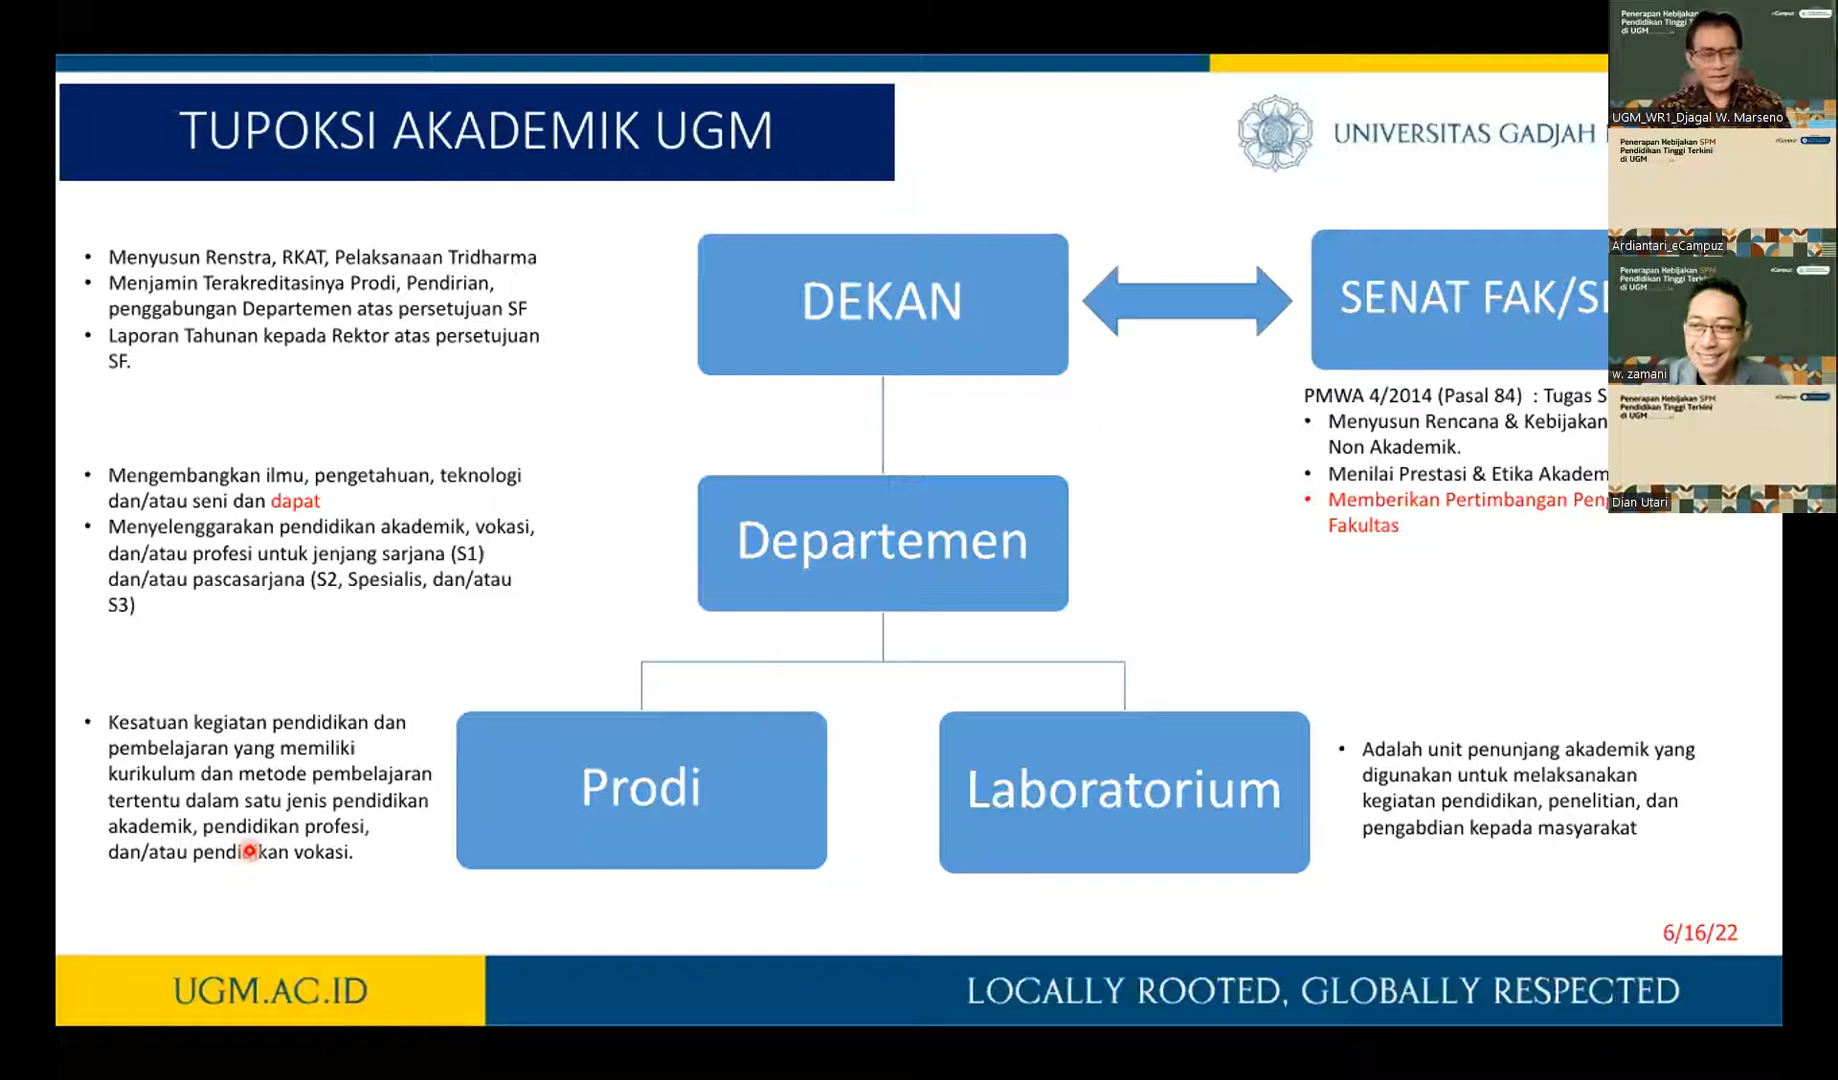 TUPOKSI AKADEMIK UGM
UNIVERSITAS GADJAH
Menyusun Renstra, RKAT, Pelaksanaan Tridharma
Menjamin Terakreditasinya Prodi, Pendirian,
penggabungan Departemen atas persetujuan SF
Laporan Tahunan kepada Rektor atas persetujuan
SF.
DEKAN
SENAT FAK/S
PMWA 4/2014 (Pasal 84) : Tugas S
Menyusun Rencana & Kebijakan
Non Akademik.
Menilai Prestasi & Etika Akadem
Memberikan Pertimbangan Peng
Fakultas
Mengembangkan ilmu, pengetahuan, teknologi
dan/atau seni dan dapat
Menyelenggarakan pendidikan akademik, vokasi,
dan/atau profesi untuk jenjang sarjana (S1)
dan/atau pascasarjana (S2, Spesialis, dan/atau
S3)
Departemen
Kesatuan kegiatan pendidikan dan
pembelajaran yang memiliki
kurikulum dan metode pembelajaran
tertentu dalam satu jenis pendidikan
akademik, pendidikan profesi,
dan/atau pendidikan vokasi.
Prodi
Laboratorium
Adalah unit penunjang akademik yang
digunakan untuk melaksanakan
kegiatan pendidikan, penelitian, dan
pengabdian kepada masyarakat
6/16/22
UGM.AC.ID
LOCALLY ROOTED, GLOBALLY RESPECTED
Penerapan Kebijakan
Pendidikan Tinggi T
di UGM
eCampuz
UGM_WR1_Djagal W. Marseno
Penerapan Kebijakan SPM
Pendidikan Tinggi Terkini
di UGM
eCampuz
Ardiantari_eCampuz
Penerapan Kebijakan SPM
Pendidikan Tinggi Terk
di UGM
eCampuz
w. zamani
Penerapan Kebijakan SPM
Pendidikan Tinggi Terkini
di UGM
eCampuz
Dian Utari